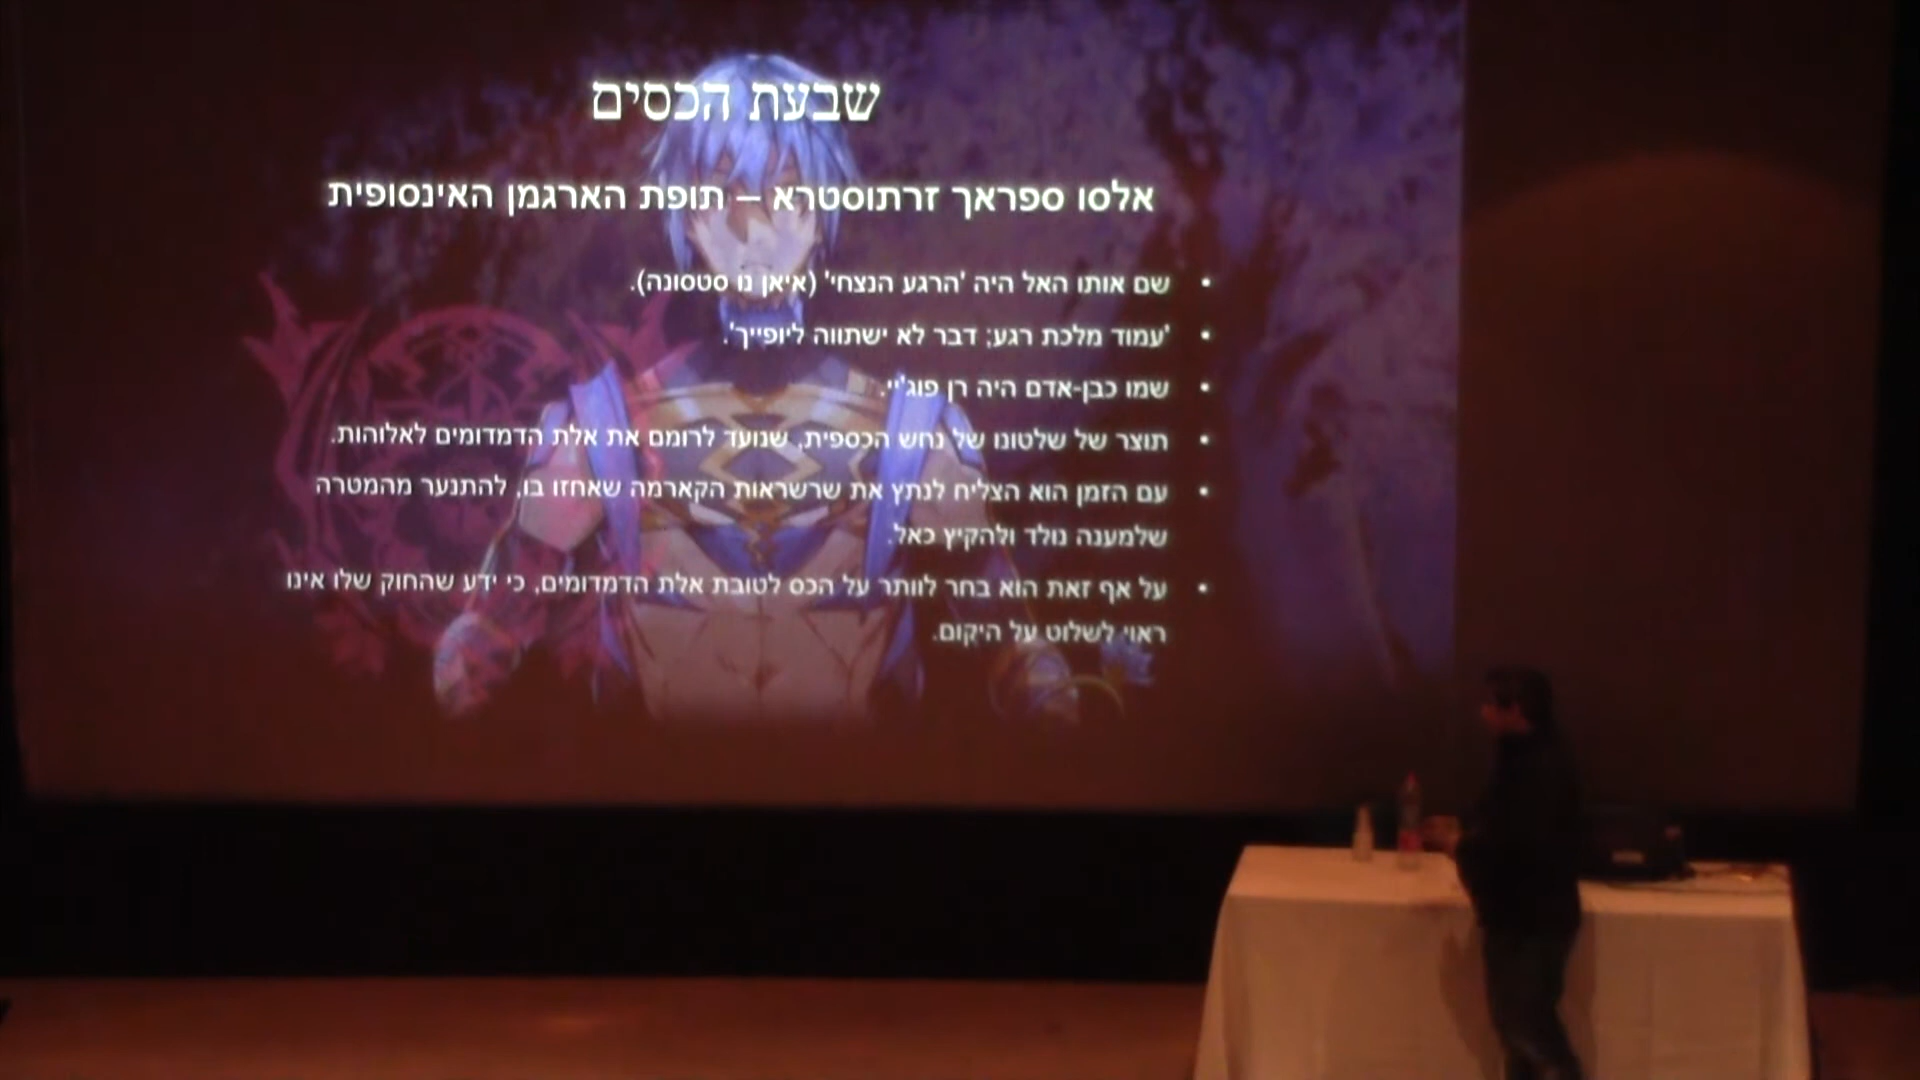 שבעת הכסים
אלסו ספראך זרתוסטרא – תופת הארגמן האינסופית
• שם אותו האל היה 'הרגע הנצחי' (איאן נו סטסונה).
• 'עמוד מלכת רגע; דבר לא ישתווה ליופייך'.
• שמו כבן-אדם היה רן פוג'יי.
• תוצר של שלטונו של נחש הכספית, שנועד לרומם את אלת הדמדומים לאלוהות.
• עם הזמן הוא הצליח לנתץ את שרשראות הקארמה שאחזו בו, להתנער מהמטרה
שלמענה נולד ולהקיץ כאל.
• על אף זאת הוא בחר לוותר על הכס לטובת אלת הדמדומים, כי ידע שהחוק שלו אינו
ראוי לשלוט על היקום.